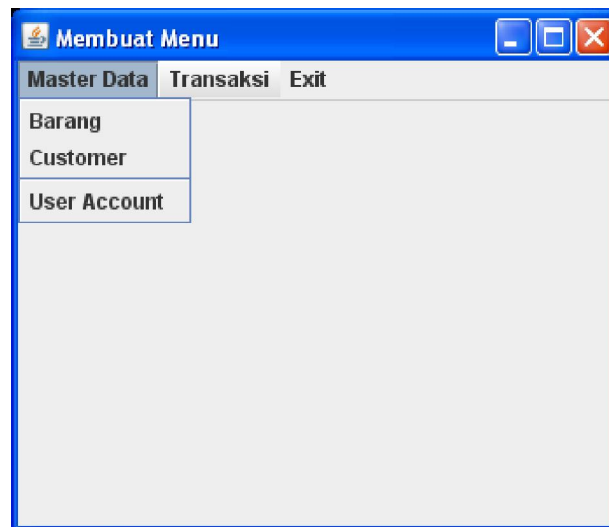 Membuat Menu
Master Data Transaksi Exit
Barang
Customer
User Account